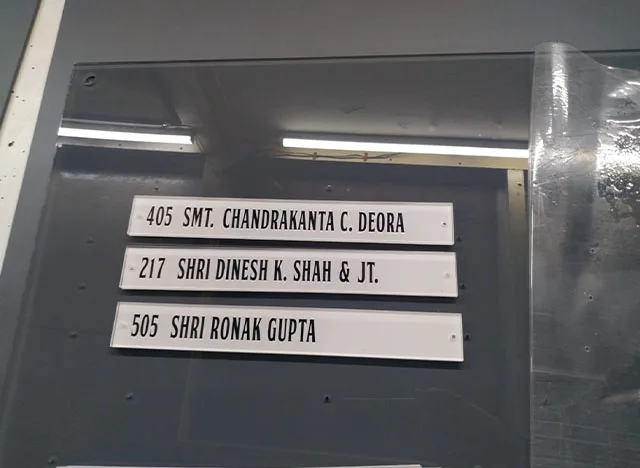 405 SMT. CHANDRAKANTA C. DEORA
217 SHRI DINESH K. SHAH & JT.
505 SHRI RONAK GUPTA